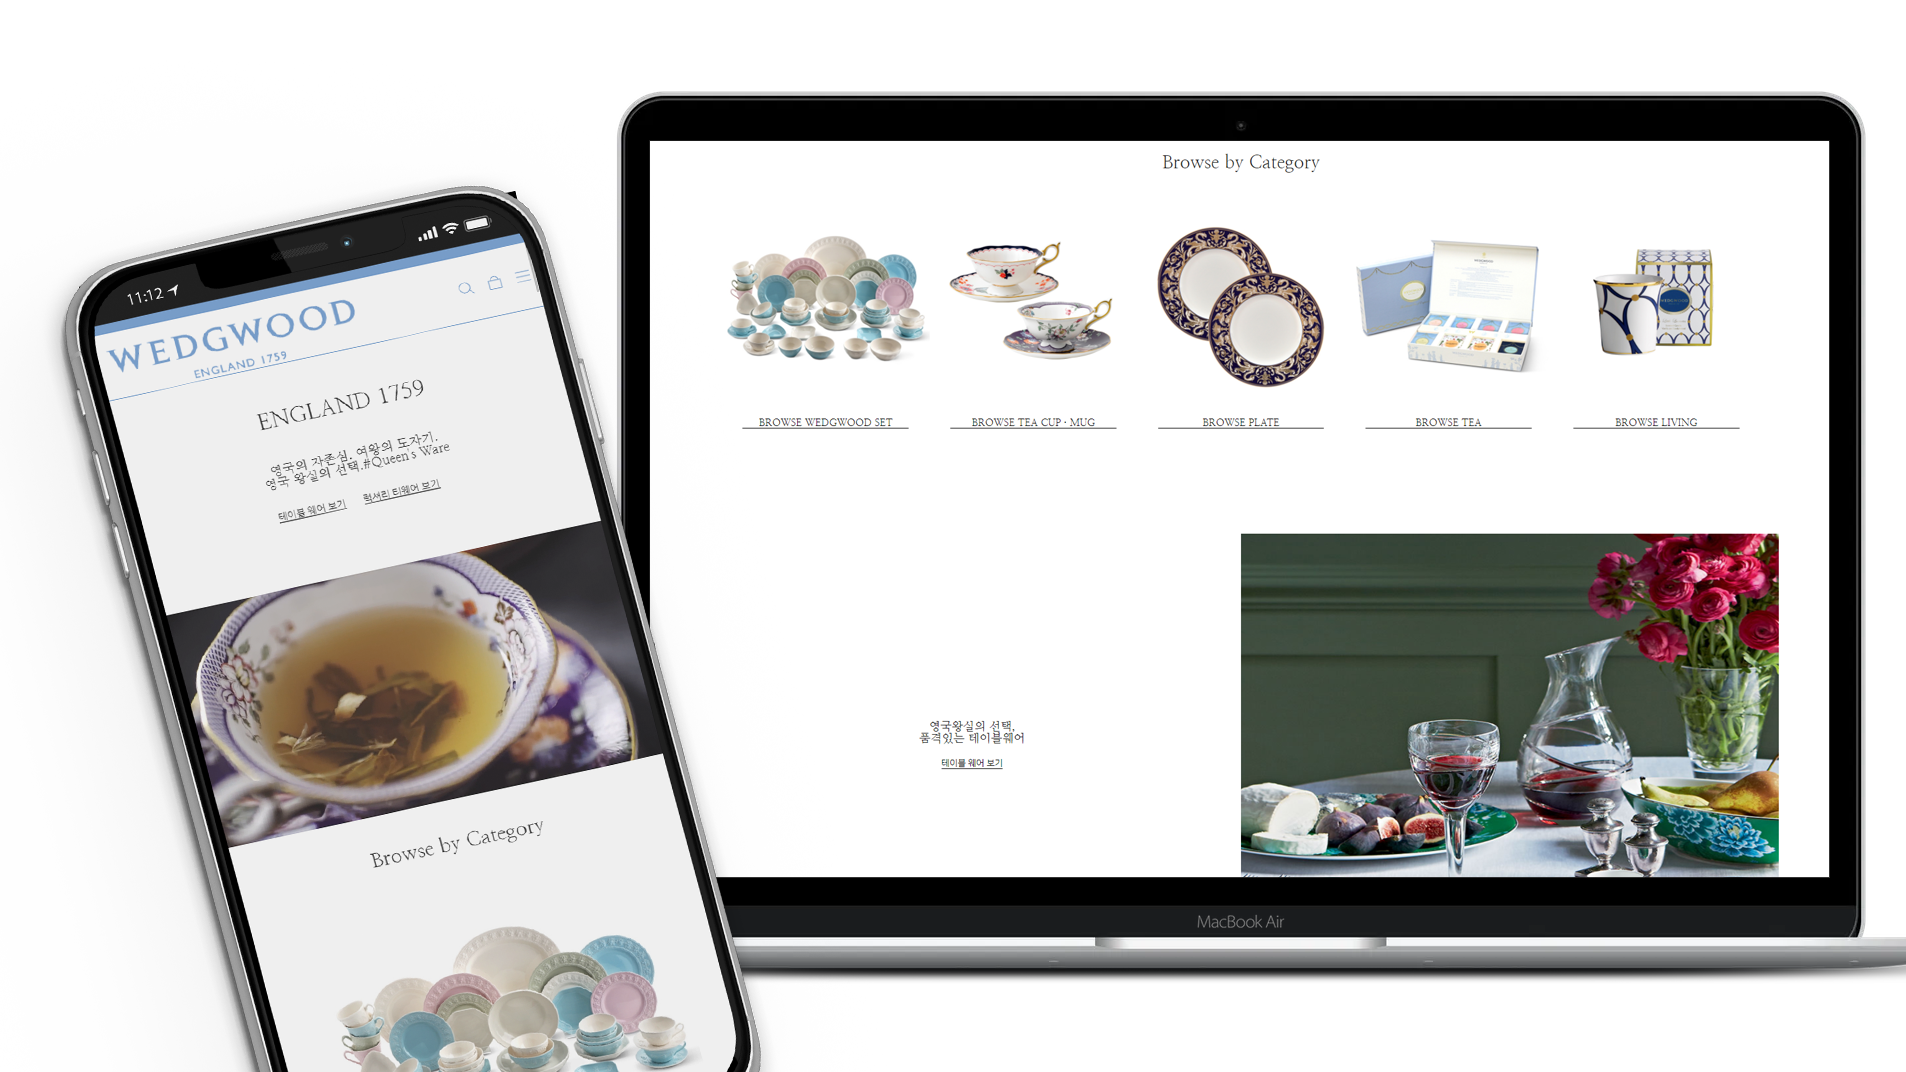 11:12
WEDGWOOD
ENGLAND 1759
ENGLAND 1759
영국의 자존심, 여왕의 도자기.
영국 왕실의 선택,#Queen's Ware
테이블 웨어 보기 럭셔리 티웨어 보기
Browse by Category
Browse by Category
BROWSE WEDGWOOD SET
BROWSE TEA CUP · MUG
BROWSE PLATE
BROWSE TEA
BROWSE LIVING
영국왕실의 선택,
품격있는 테이블웨어
테이블 웨어 보기
MacBook Air